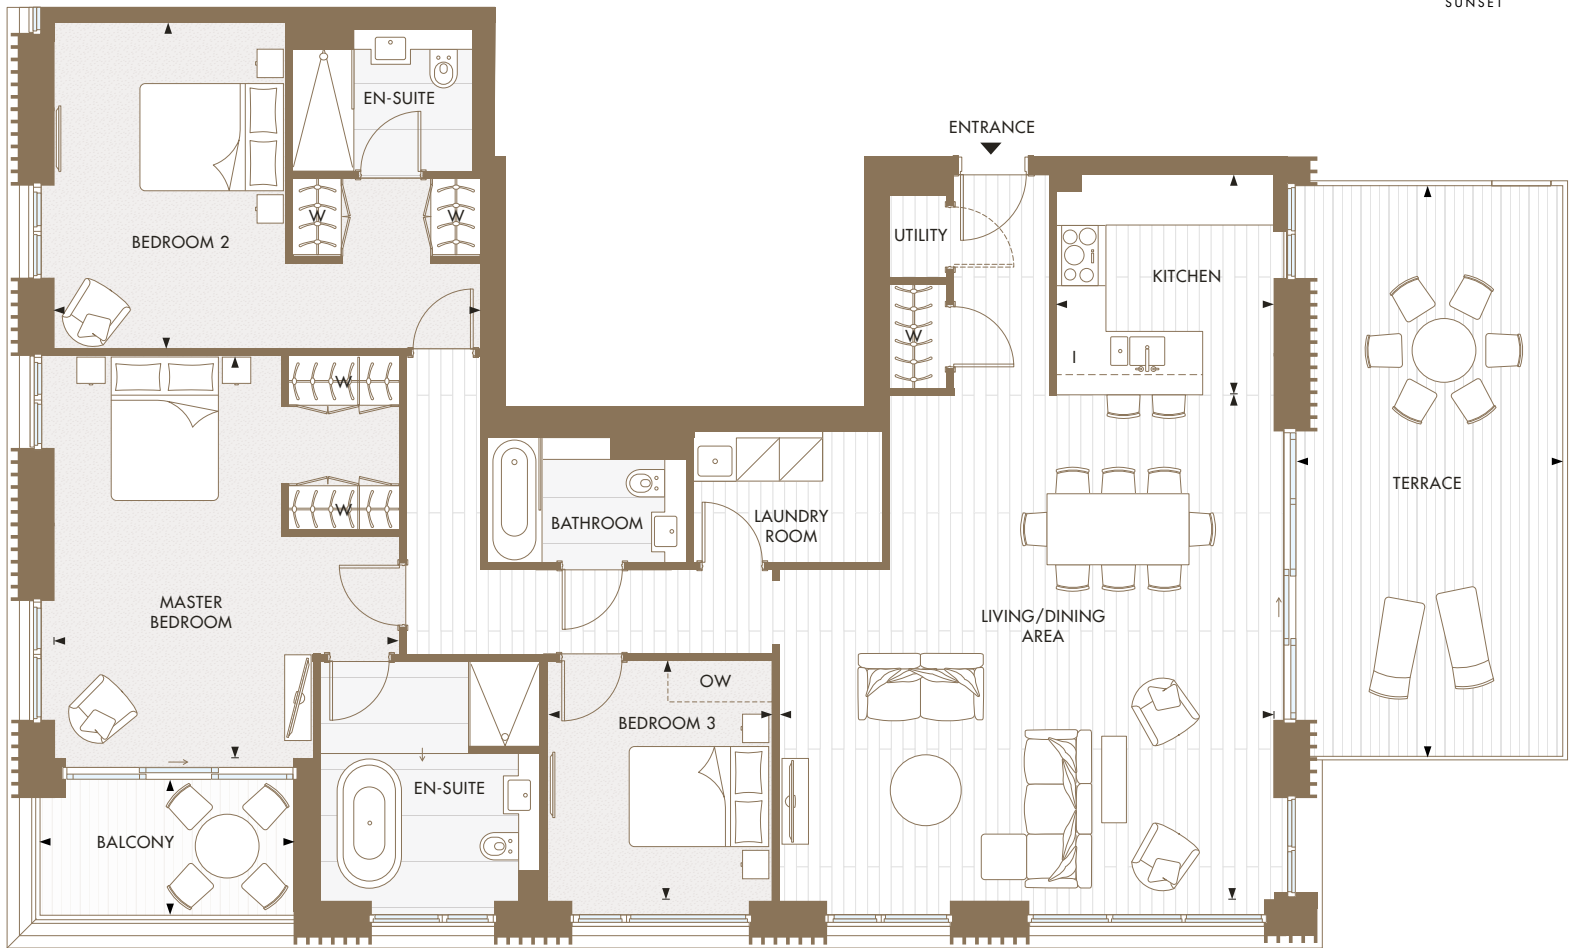 SUNSET
EN-SUITE
ENTRANCE
W
W
BEDROOM 2
UTILITY
KITCHEN
W
I
W
TERRACE
W
BATHROOM
LAUNDRY
ROOM
MASTER
BEDROOM
LIVING/DINING
AREA
OW
BEDROOM 3
EN-SUITE
BALCONY